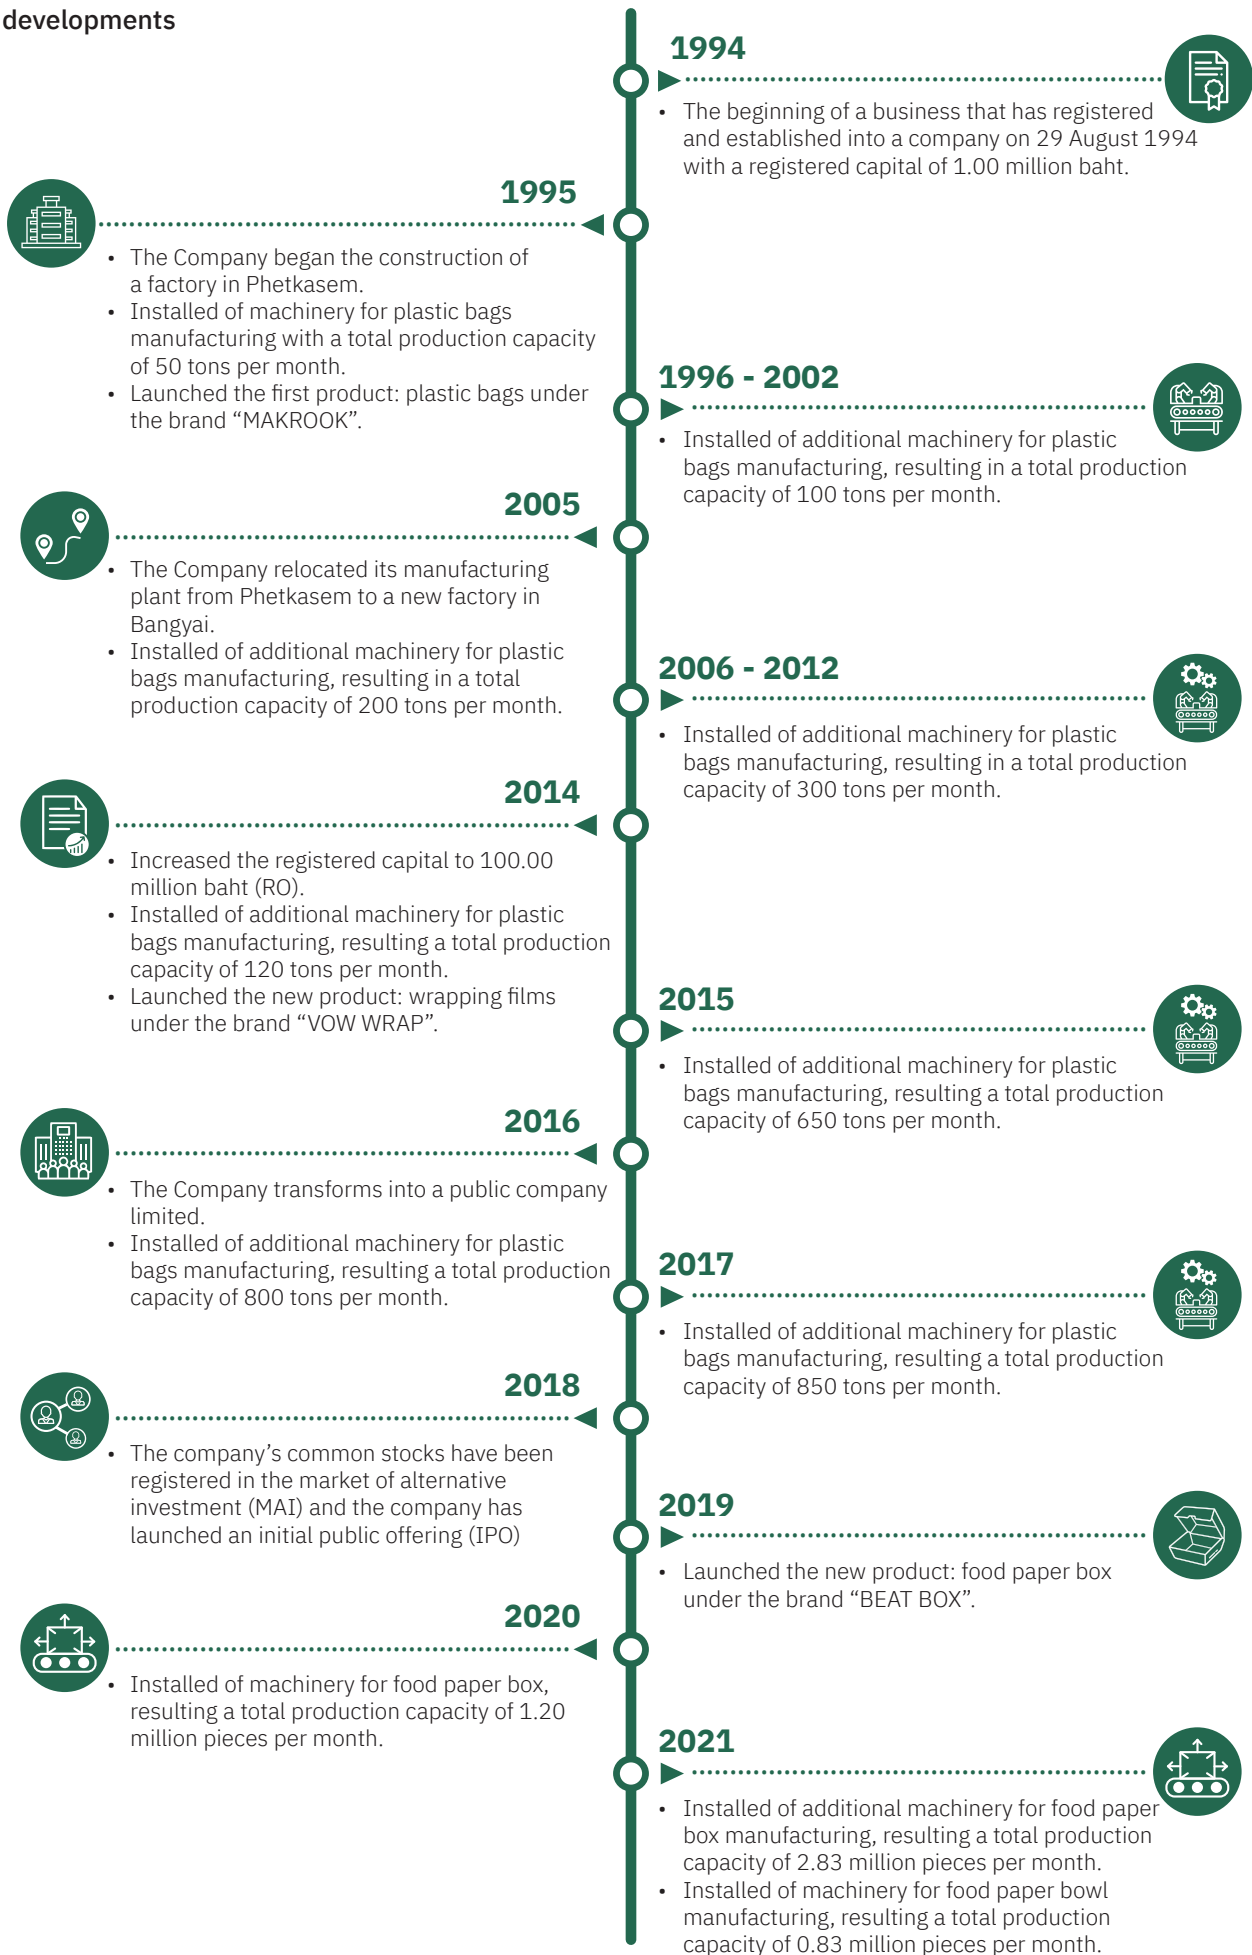 developments
1994
• The beginning of a business that has registered
and established into a company on 29 August 1994
with a registered capital of 1.00 million baht.
1995
• The Company began the construction of
a factory in Phetkasem.
• Installed of machinery for plastic bags
manufacturing with a total production capacity
of 50 tons per month.
• Launched the first product: plastic bags under
the brand “MAKROOK”.
1996 - 2002
• Installed of additional machinery for plastic
bags manufacturing, resulting in a total production
capacity of 100 tons per month.
2005
• The Company relocated its manufacturing
plant from Phetkasem to a new factory in
Bangyai.
• Installed of additional machinery for plastic
bags manufacturing, resulting in a total
production capacity of 200 tons per month.
2006 - 2012
• Installed of additional machinery for plastic
bags manufacturing, resulting in a total production
capacity of 300 tons per month.
2014
• Increased the registered capital to 100.00
million baht (RO).
• Installed of additional machinery for plastic
bags manufacturing, resulting a total production
capacity of 120 tons per month.
• Launched the new product: wrapping films
under the brand “VOW WRAP”.
2015
• Installed of additional machinery for plastic
bags manufacturing, resulting a total production
capacity of 650 tons per month.
2016
• The Company transforms into a public company
limited.
• Installed of additional machinery for plastic
bags manufacturing, resulting a total production
capacity of 800 tons per month.
2017
• Installed of additional machinery for plastic
bags manufacturing, resulting a total production
capacity of 850 tons per month.
2018
• The company’s common stocks have been
registered in the market of alternative
investment (MAI) and the company has
launched an initial public offering (IPO)
2019
• Launched the new product: food paper box
under the brand “BEAT BOX”.
2020
• Installed of machinery for food paper box,
resulting a total production capacity of 1.20
million pieces per month.
2021
• Installed of additional machinery for food paper
box manufacturing, resulting a total production
capacity of 2.83 million pieces per month.
• Installed of machinery for food paper bowl
manufacturing, resulting a total production
capacity of 0.83 million pieces per month.